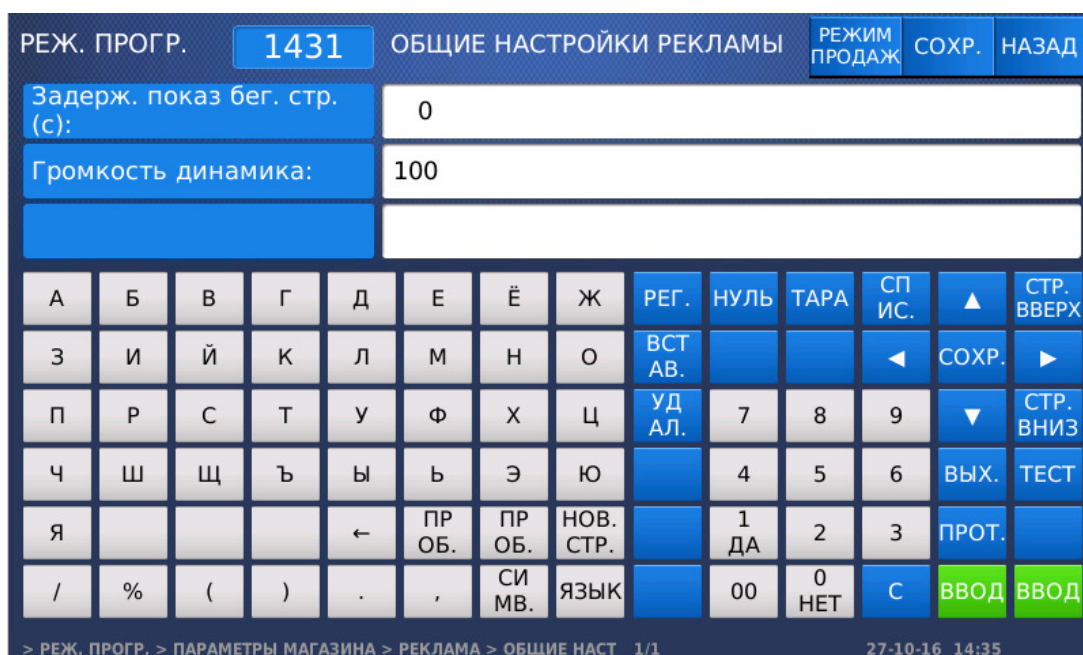 РЕЖ. ПРОГР. 1431 ОБЩИЕ НАСТРОЙКИ РЕКЛАМЫ РЕЖИМ ПРОДАЖ СОХР. НАЗАД
Задерж. показ бег. стр.
(с): 0
Громкость динамика: 100
А Б В Г Д Е Ё Ж РЕГ. НУЛЬ ТАРА СП ИС. ▲ СТР. ВВЕРХ
З И Й К Л М Н О ВСТ АВ. ◀ СОХР. ▶
П Р С Т У Ф Х Ц УД АЛ. 7 8 9 ▼ СТР. ВНИЗ
Ч Ш Щ Ъ Ы Ь Э Ю 4 5 6 ВЫХ. ТЕСТ
Я ← ПР ОБ. ПР ОБ. НОВ. СТР. 1 ДА 2 3 ПРОТ.
/ % ( ) . , СИ МВ. ЯЗЫК 00 0 НЕТ С ВВОД ВВОД
> РЕЖ. ПРОГР. > ПАРАМЕТРЫ МАГАЗИНА > РЕКЛАМА > ОБЩИЕ НАСТ 1/1 27-10-16 14:35